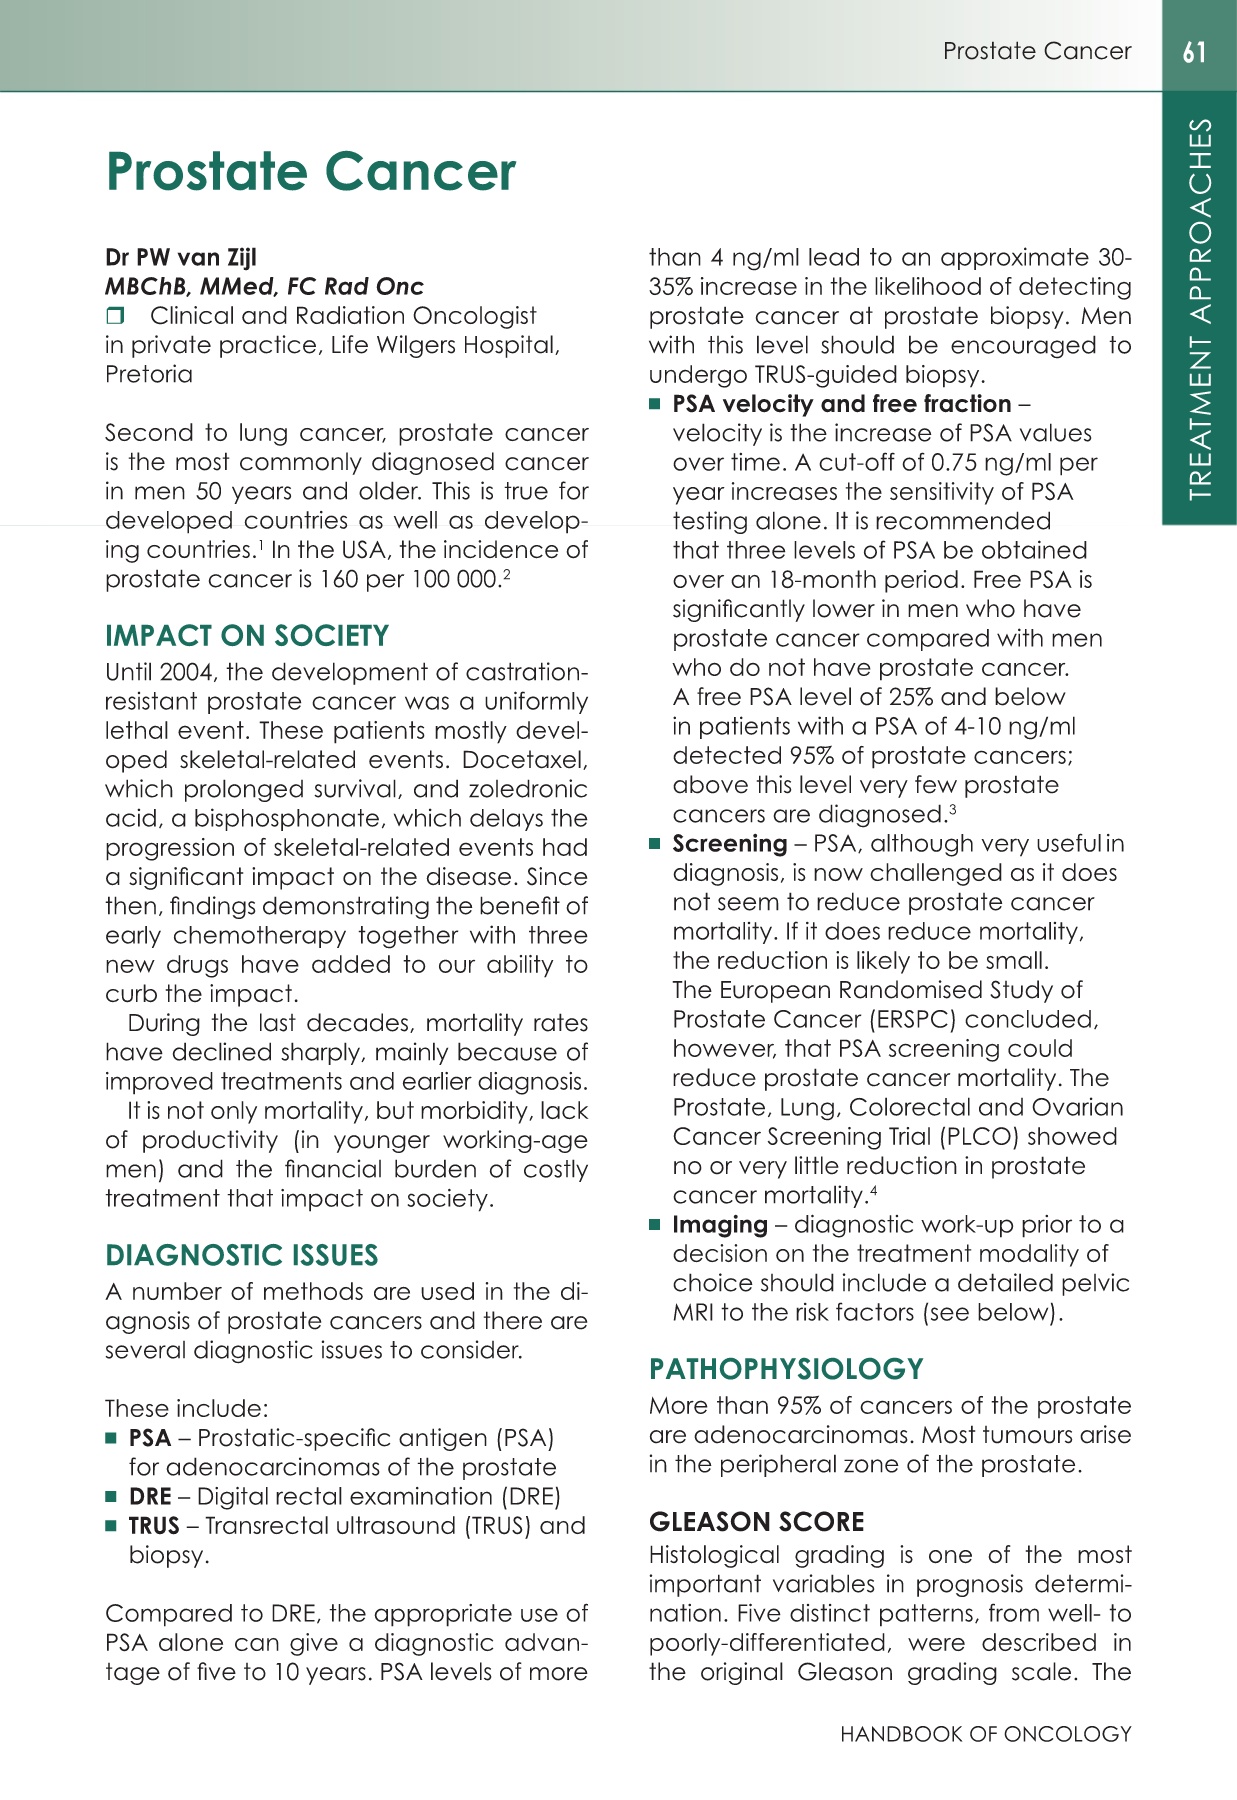 Prostate Cancer
61
TREATMENT APPROACHES
Prostate Cancer
Dr PW van Zijl
MBChB, MMed, FC Rad Onc
❒ Clinical and Radiation Oncologist
in private practice, Life Wilgers Hospital,
Pretoria
Second to lung cancer, prostate cancer
is the most commonly diagnosed cancer
in men 50 years and older. This is true for
developed countries as well as develop-
ing countries.¹ In the USA, the incidence of
prostate cancer is 160 per 100 000.²
IMPACT ON SOCIETY
Until 2004, the development of castration-
resistant prostate cancer was a uniformly
lethal event. These patients mostly devel-
oped skeletal-related events. Docetaxel,
which prolonged survival, and zoledronic
acid, a bisphosphonate, which delays the
progression of skeletal-related events had
a significant impact on the disease. Since
then, findings demonstrating the benefit of
early chemotherapy together with three
new drugs have added to our ability to
curb the impact.
During the last decades, mortality rates
have declined sharply, mainly because of
improved treatments and earlier diagnosis.
It is not only mortality, but morbidity, lack
of productivity (in younger working-age
men) and the financial burden of costly
treatment that impact on society.
DIAGNOSTIC ISSUES
A number of methods are used in the di-
agnosis of prostate cancers and there are
several diagnostic issues to consider.
These include:
■ PSA – Prostatic-specific antigen (PSA)
for adenocarcinomas of the prostate
■ DRE – Digital rectal examination (DRE)
■ TRUS – Transrectal ultrasound (TRUS) and
biopsy.
Compared to DRE, the appropriate use of
PSA alone can give a diagnostic advan-
tage of five to 10 years. PSA levels of more
than 4 ng/ml lead to an approximate 30-
35% increase in the likelihood of detecting
prostate cancer at prostate biopsy. Men
with this level should be encouraged to
undergo TRUS-guided biopsy.
■ PSA velocity and free fraction –
velocity is the increase of PSA values
over time. A cut-off of 0.75 ng/ml per
year increases the sensitivity of PSA
testing alone. It is recommended
that three levels of PSA be obtained
over an 18-month period. Free PSA is
significantly lower in men who have
prostate cancer compared with men
who do not have prostate cancer.
A free PSA level of 25% and below
in patients with a PSA of 4-10 ng/ml
detected 95% of prostate cancers;
above this level very few prostate
cancers are diagnosed.³
■ Screening – PSA, although very useful in
diagnosis, is now challenged as it does
not seem to reduce prostate cancer
mortality. If it does reduce mortality,
the reduction is likely to be small.
The European Randomised Study of
Prostate Cancer (ERSPC) concluded,
however, that PSA screening could
reduce prostate cancer mortality. The
Prostate, Lung, Colorectal and Ovarian
Cancer Screening Trial (PLCO) showed
no or very little reduction in prostate
cancer mortality.⁴
■ Imaging – diagnostic work-up prior to a
decision on the treatment modality of
choice should include a detailed pelvic
MRI to the risk factors (see below).
PATHOPHYSIOLOGY
More than 95% of cancers of the prostate
are adenocarcinomas. Most tumours arise
in the peripheral zone of the prostate.
GLEASON SCORE
Histological grading is one of the most
important variables in prognosis determi-
nation. Five distinct patterns, from well- to
poorly-differentiated, were described in
the original Gleason grading scale. The
HANDBOOK OF ONCOLOGY